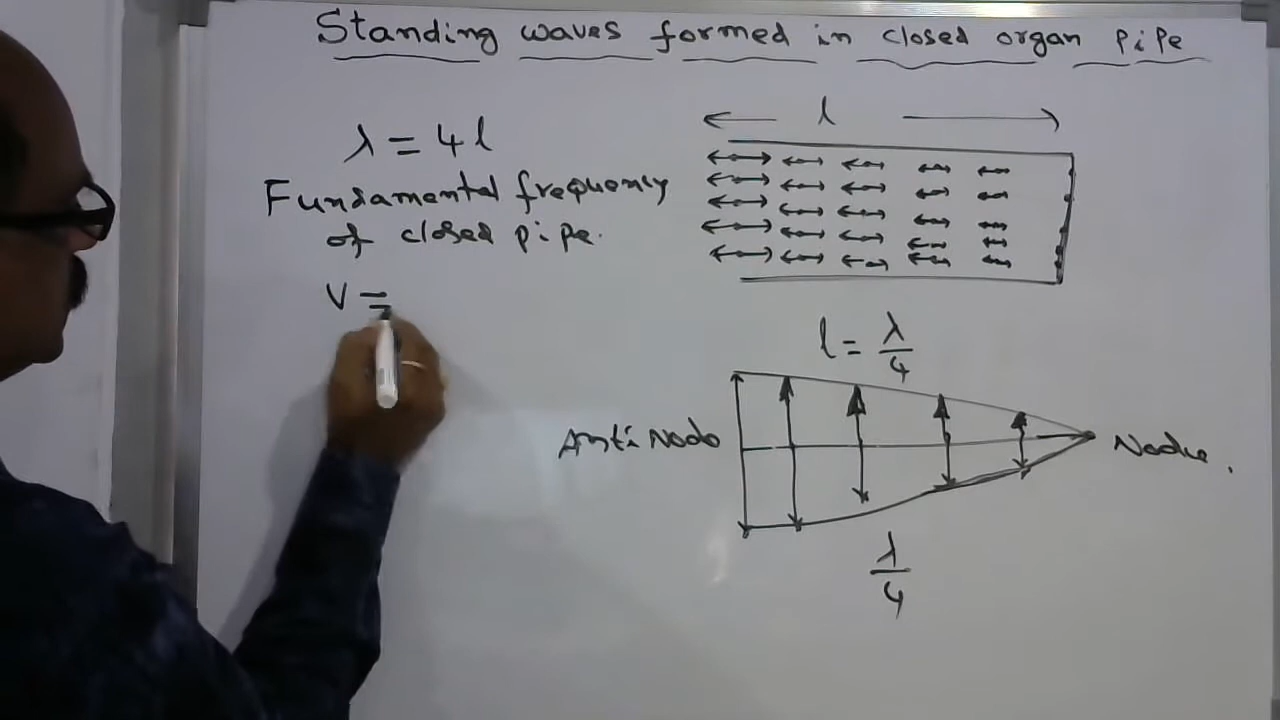 Standing waves formed in closed organ pipe
λ = 4l
Fundamental frequency
of closed pipe.
ν =
l
l = λ/4
Anti Node
Node.
λ/4